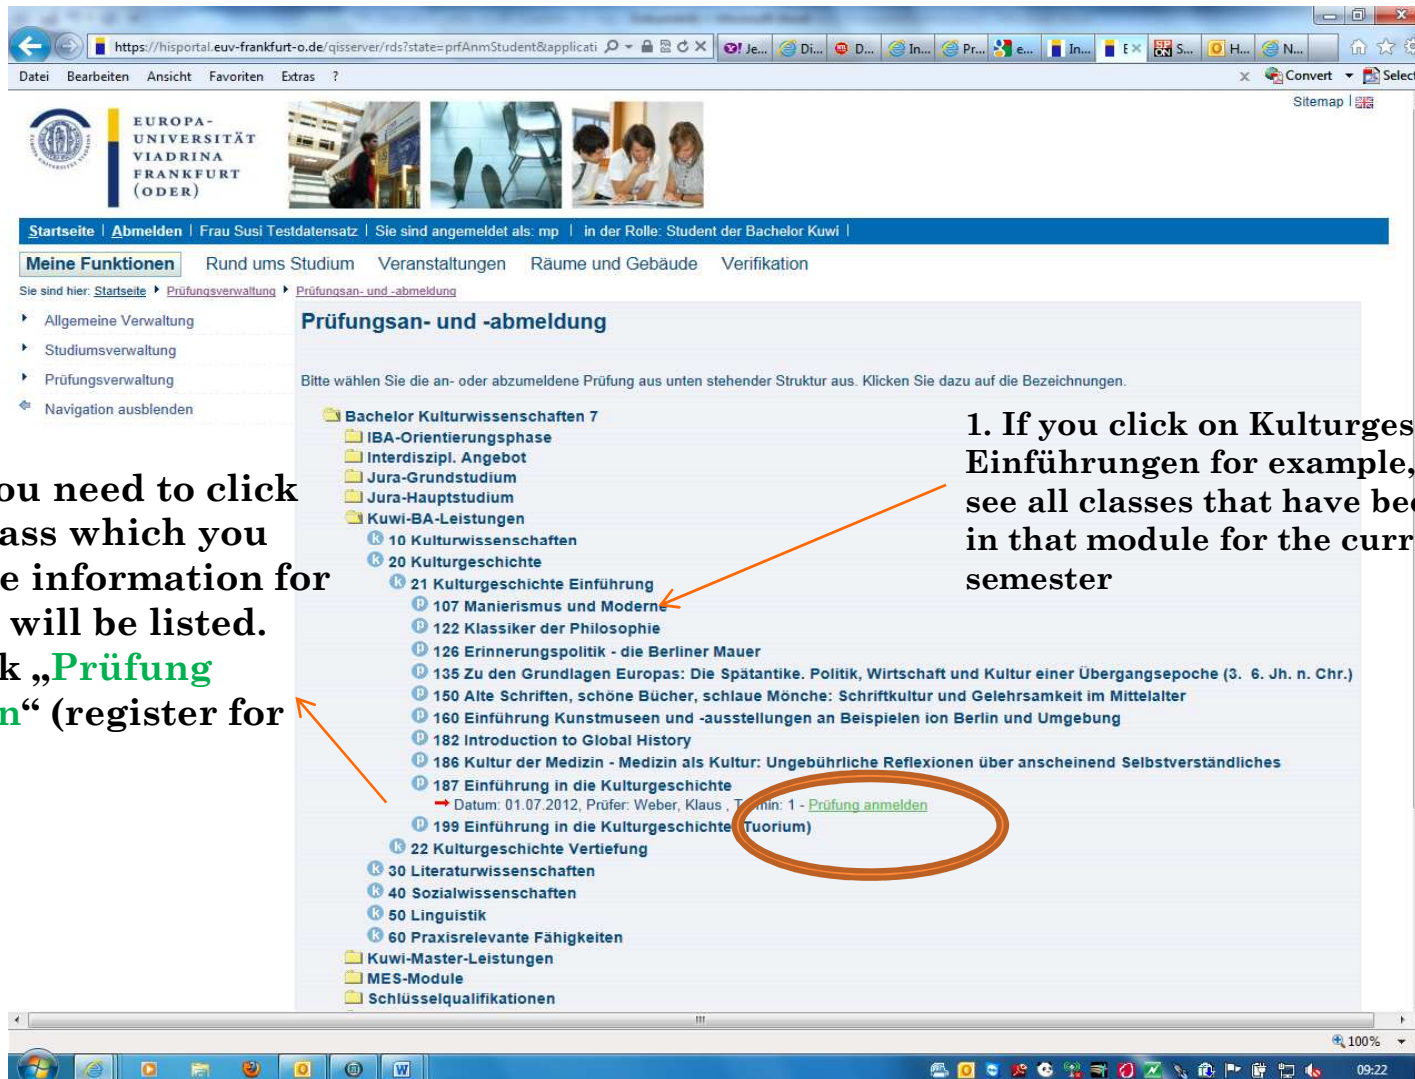 https://hisportal.euv-frankfurt-o.de/qisserver/rds?state=prfAnmStudent&applicati
Je... Di... D... In... Pr... e... In... E S... H... N...
Datei Bearbeiten Ansicht Favoriten Extras ?
x Convert Select
Sitemap |
EUROPA-
UNIVERSITÄT
VIADRINA
FRANKFURT
(ODER)
Startseite | Abmelden | Frau Susi Testdatensatz | Sie sind angemeldet als: mp | in der Rolle: Student der Bachelor Kuwi |
Meine Funktionen Rund ums Studium Veranstaltungen Räume und Gebäude Verifikation
Sie sind hier: Startseite Prüfungsverwaltung Prüfungsan- und -abmeldung
Allgemeine Verwaltung
Studiumsverwaltung
Prüfungsverwaltung
Navigation ausblenden
Prüfungsan- und -abmeldung
Bitte wählen Sie die an- oder abzumeldene Prüfung aus unten stehender Struktur aus. Klicken Sie dazu auf die Bezeichnungen.
Bachelor Kulturwissenschaften 7
IBA-Orientierungsphase
Interdiszipl. Angebot
Jura-Grundstudium
Jura-Hauptstudium
Kuwi-BA-Leistungen
10 Kulturwissenschaften
20 Kulturgeschichte
21 Kulturgeschichte Einführung
107 Manierismus und Moderne
122 Klassiker der Philosophie
126 Erinnerungspolitik - die Berliner Mauer
135 Zu den Grundlagen Europas: Die Spätantike. Politik, Wirtschaft und Kultur einer Übergangsepoche (3. 6. Jh. n. Chr.)
150 Alte Schriften, schöne Bücher, schlaue Mönche: Schriftkultur und Gelehrsamkeit im Mittelalter
160 Einführung Kunstmuseen und -ausstellungen an Beispielen ion Berlin und Umgebung
182 Introduction to Global History
186 Kultur der Medizin - Medizin als Kultur: Ungebührliche Reflexionen über anscheinend Selbstverständliches
187 Einführung in die Kulturgeschichte
Datum: 01.07.2012, Prüfer: Weber, Klaus , Termin: 1 - Prüfung anmelden
199 Einführung in die Kulturgeschichte (Tuorium)
22 Kulturgeschichte Vertiefung
30 Literaturwissenschaften
40 Sozialwissenschaften
50 Linguistik
60 Praxisrelevante Fähigkeiten
Kuwi-Master-Leistungen
MES-Module
Schlüsselqualifikationen
1. If you click on Kulturges
Einführungen for example,
see all classes that have bee
in that module for the curr
semester
ou need to click
ass which you
e information for
will be listed.
k „Prüfung
n“ (register for
100%
09:22